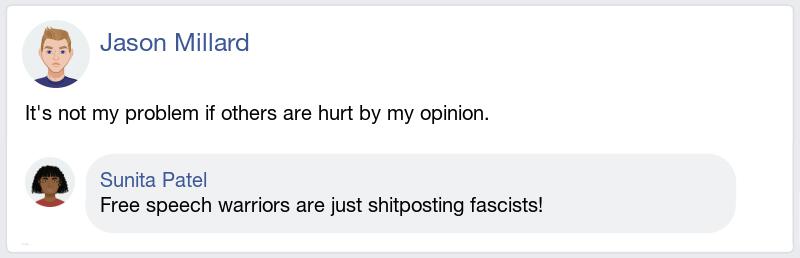 Jason Millard
It's not my problem if others are hurt by my opinion.
Sunita Patel
Free speech warriors are just shitposting fascists!